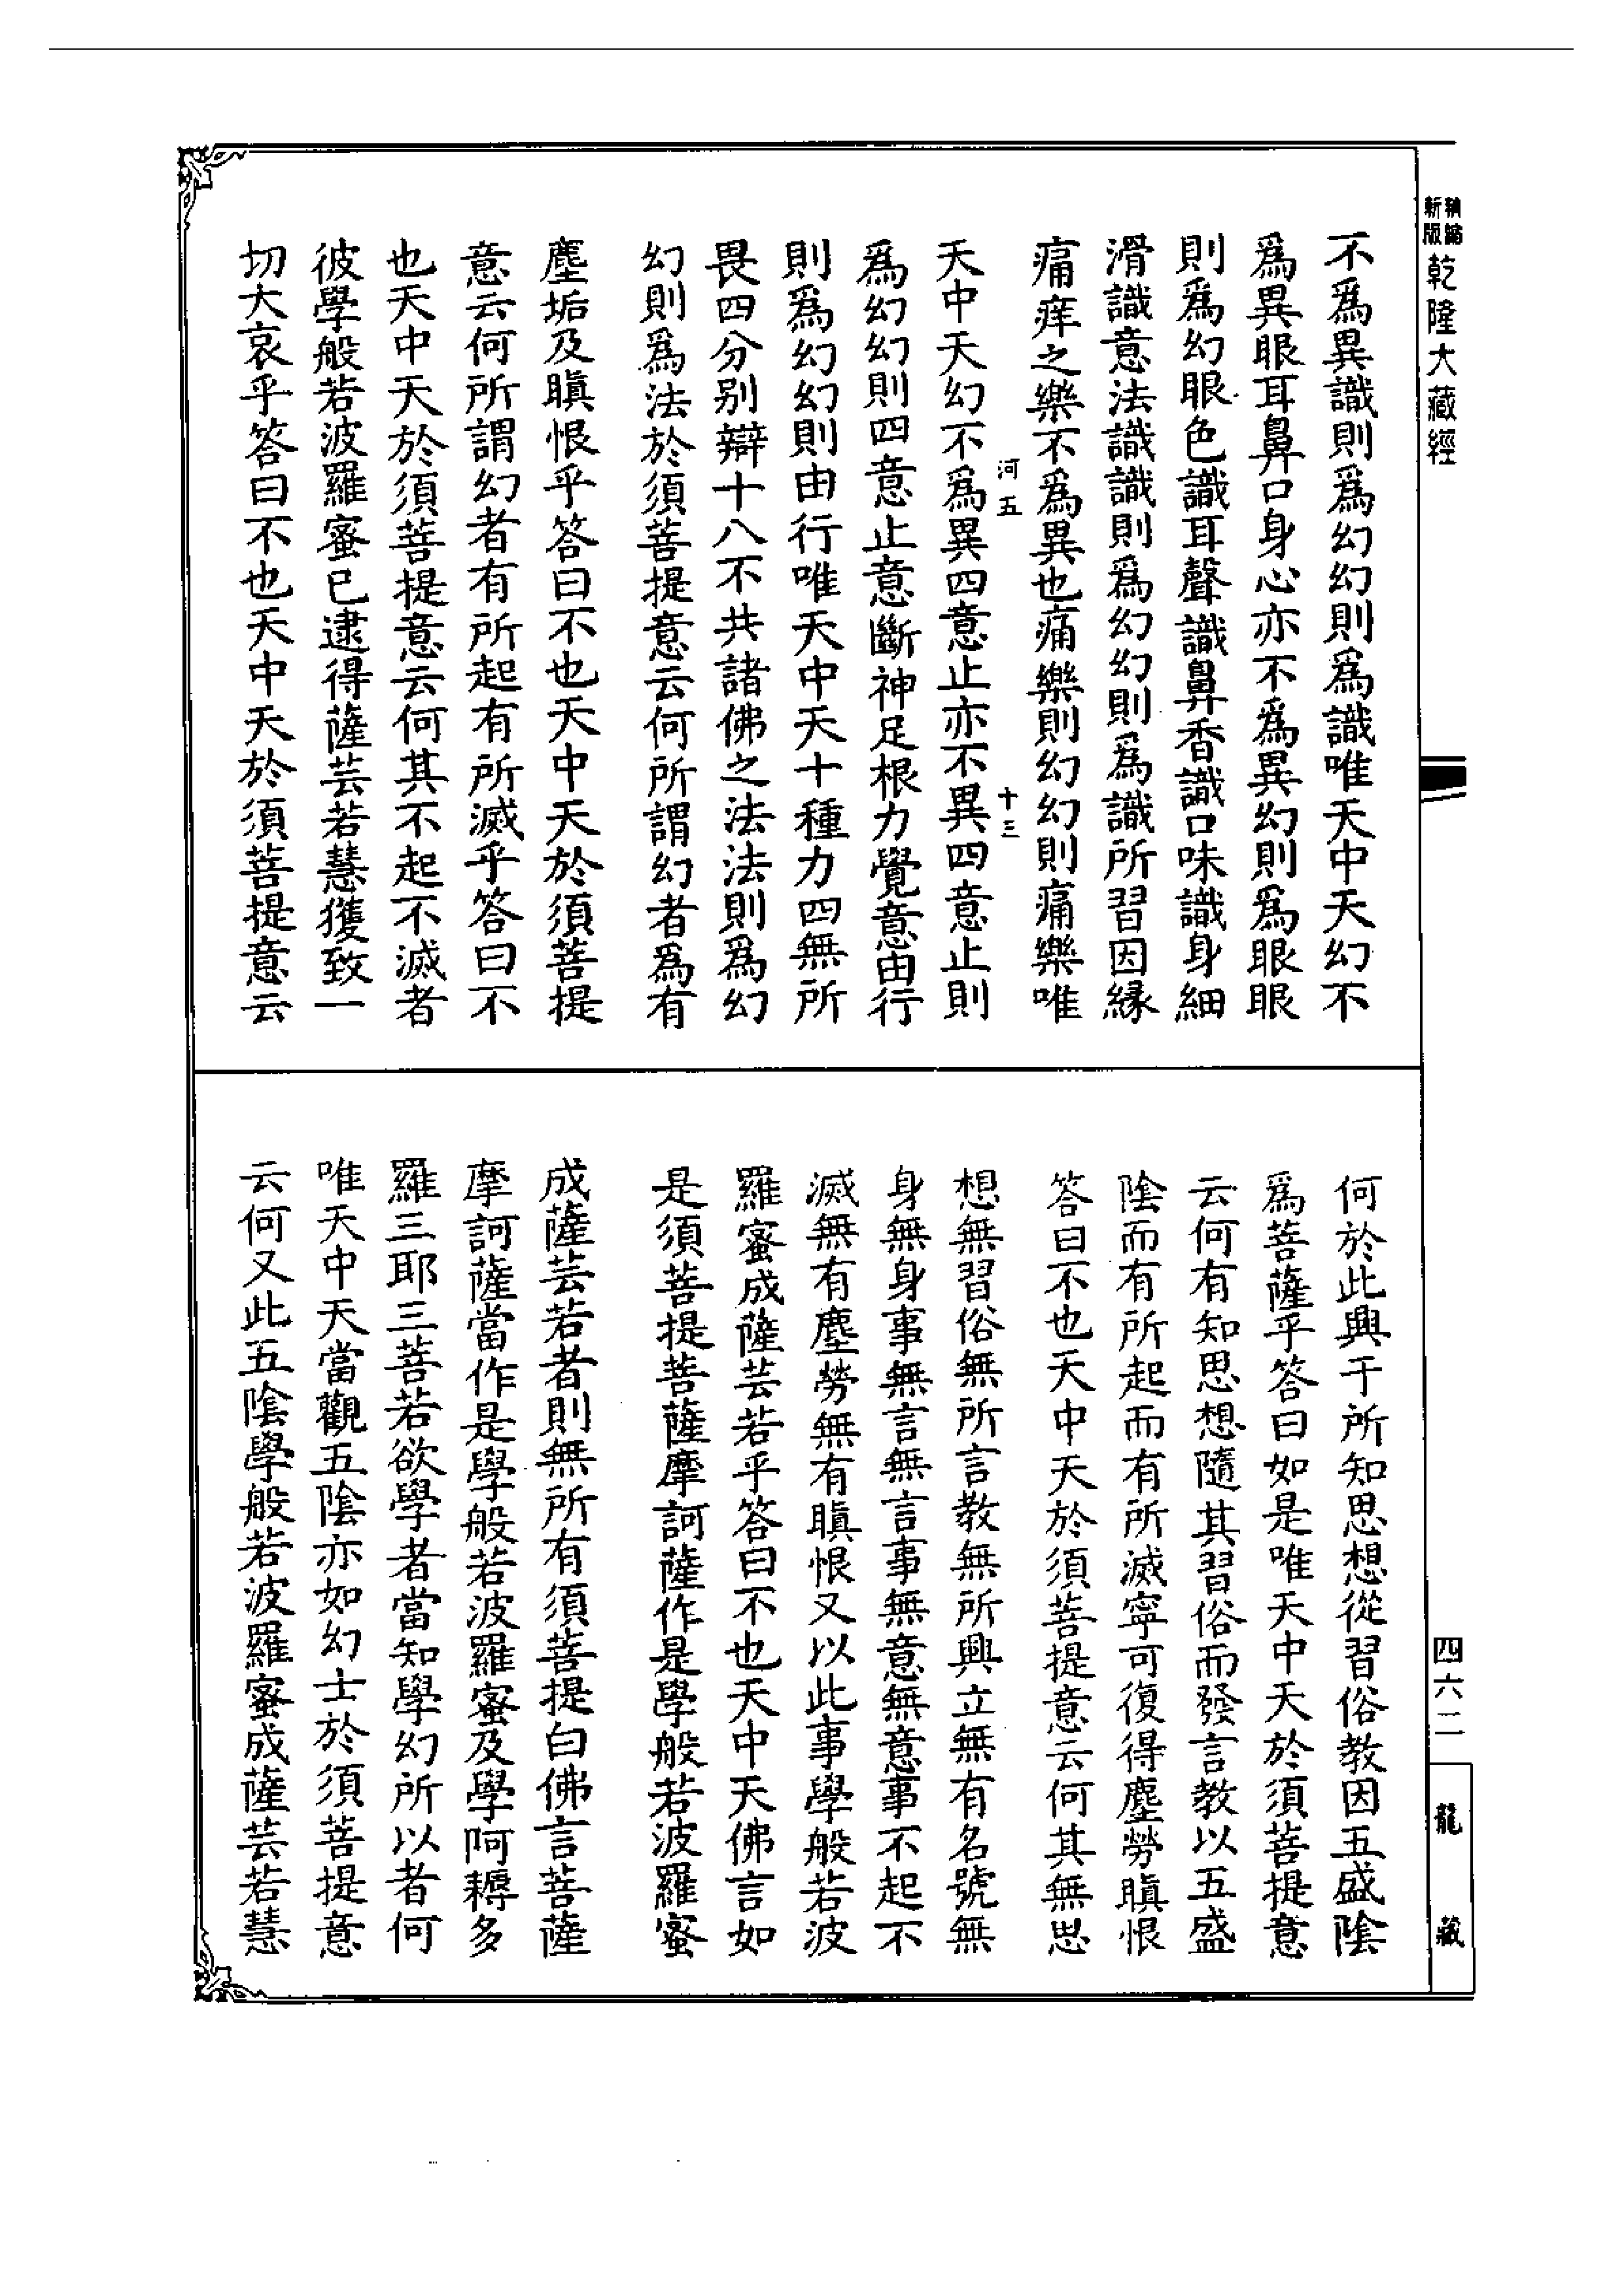 新版
精縮
乾隆大藏經
不為異識則為幻幻則為識唯天中天幻不
為異眼耳鼻口身心亦不為異幻則為眼眼
則為幻眼色識耳聲識鼻香識口味識身細
滑識意法識識則為幻幻則為識所習因緣
痛痒之樂不為異也痛樂則幻幻則痛樂唯
河五
十三
天中天幻不為異四意止亦不異四意止則
為幻幻則四意止意斷神足根力覺意由行
則為幻幻則由行唯天中天十種力四無所
畏四分别辯十八不共諸佛之法法則為幻
幻則為法於須菩提意云何所謂幻者為有
塵垢及瞋恨乎答曰不也天中天於須菩提
意云何所謂幻者有所起有所滅乎答曰不
也天中天於須菩提意云何其不起不滅者
彼學般若波羅蜜已逮得薩芸若慧獲致一
切大哀乎答曰不也天中天於須菩提意云
何於此興于所知思想從習俗教因五盛陰
為菩薩乎答曰如是唯天中天於須菩提意
云何有知思想隨其習俗而發言教以五盛
陰而有所起而有所滅寧可復得塵勞瞋恨
答曰不也天中天於須菩提意云何其無思
想無習俗無所言教無所興立無有名號無
身無身事無言無言事無意無意事不起不
滅無有塵勞無有瞋恨又以此事學般若波
羅蜜成薩芸若乎答曰不也天中天佛言如
是須菩提菩薩摩訶薩作是學般若波羅蜜
成薩芸若者則無所有須菩提白佛言菩薩
摩訶薩當作是學般若波羅蜜及學阿耨多
羅三耶三菩若欲學者當知學幻所以者何
唯天中天當觀五陰亦如幻士於須菩提意
云何又此五陰學般若波羅蜜成薩芸若慧
四六二
龍藏